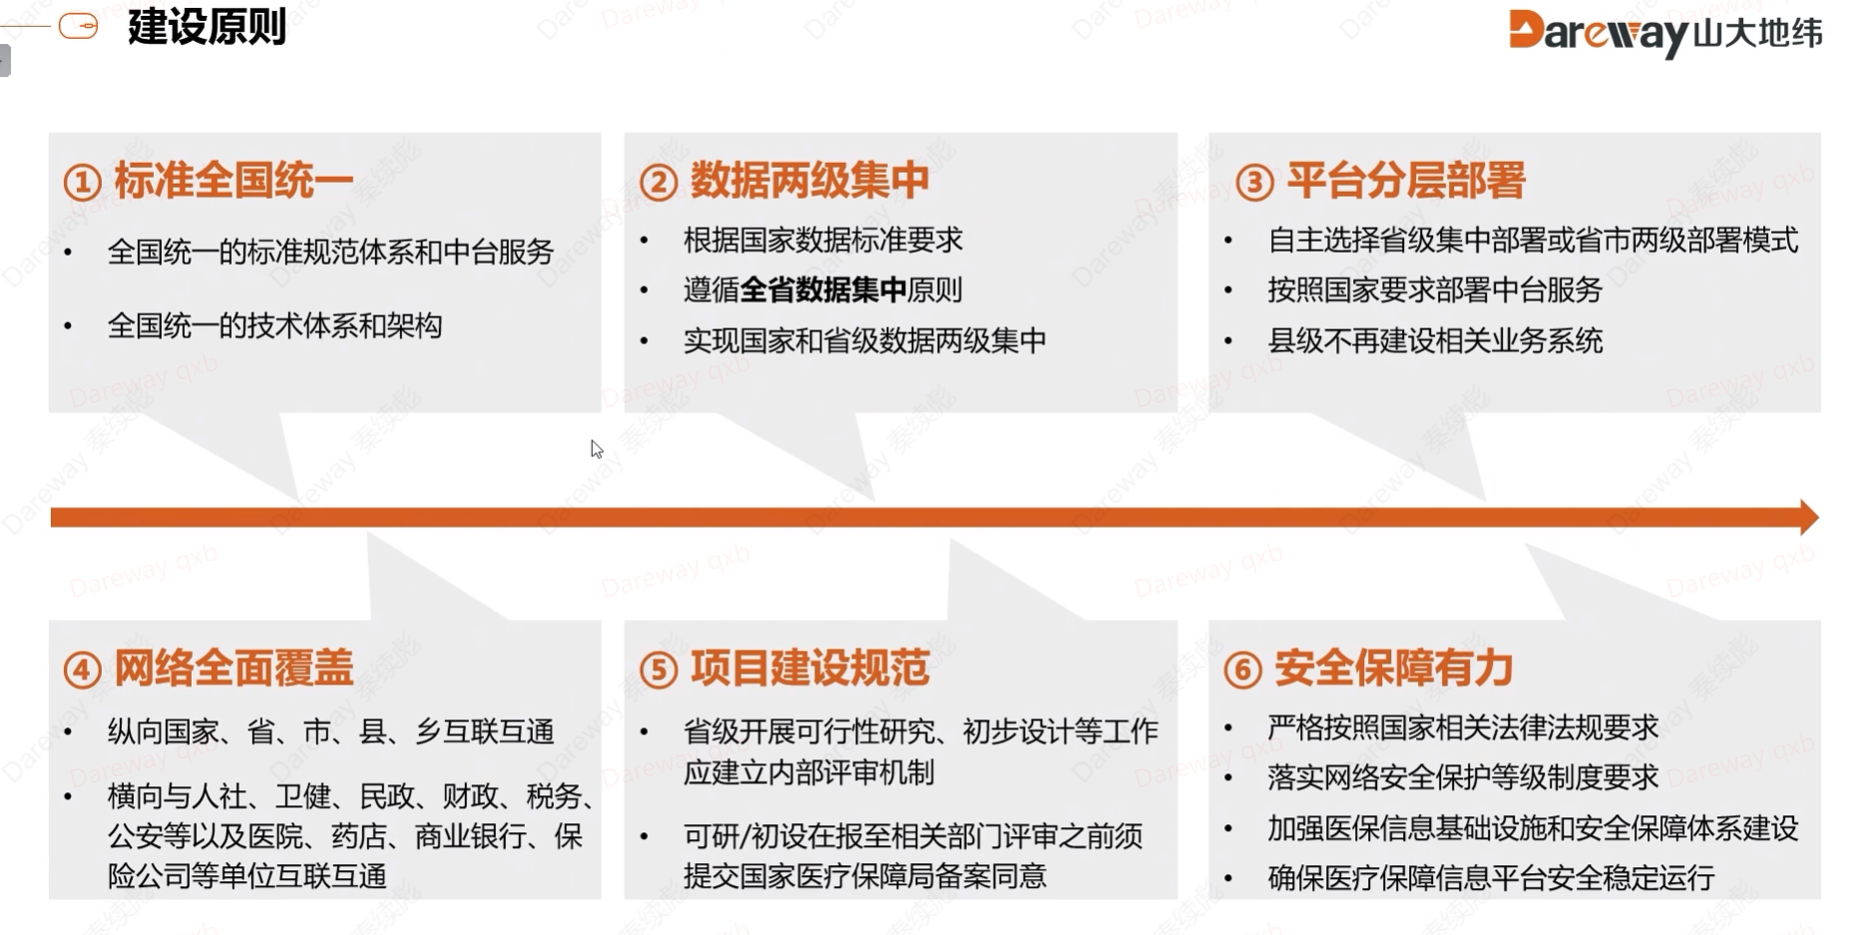 建设原则
Dareway山大地纬
① 标准全国统一
• 全国统一的标准规范体系和中台服务
• 全国统一的技术体系和架构
② 数据两级集中
• 根据国家数据标准要求
• 遵循全省数据集中原则
• 实现国家和省级数据两级集中
③ 平台分层部署
• 自主选择省级集中部署或省市两级部署模式
• 按照国家要求部署中台服务
• 县级不再建设相关业务系统
④ 网络全面覆盖
• 纵向国家、省、市、县、乡互联互通
• 横向与人社、卫健、民政、财政、税务、
公安等以及医院、药店、商业银行、保
险公司等单位互联互通
⑤ 项目建设规范
• 省级开展可行性研究、初步设计等工作
应建立内部评审机制
• 可研/初设在报至相关部门评审之前须
提交国家医疗保障局备案同意
⑥ 安全保障有力
• 严格按照国家相关法律法规要求
• 落实网络安全保护等级制度要求
• 加强医保信息基础设施和安全保障体系建设
• 确保医疗保障信息平台安全稳定运行
Dareway qxb
Dareway 秦续彪